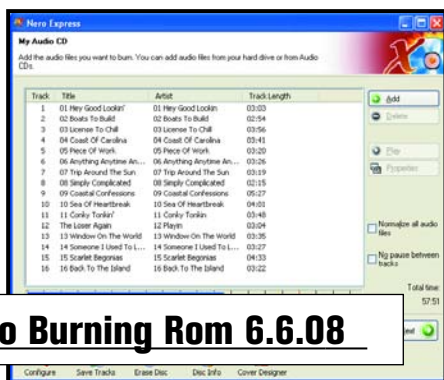 Nero Express
My Audio CD
Add the audio files you want to burn. You can add audio files from your hard drive or from Audio
CDs.
Track Title Artist Track Length
1 01 Hey Good Lookin' 01 Hey Good Lookin 03:03
2 02 Boats To Build 02 Boats To Build 02:54
3 03 License To Chill 03 License To Chill 03:56
4 04 Coast Of Carolina 04 Coast Of Carolina 03:41
5 05 Piece Of Work 05 Piece Of Work 03:20
6 06 Anything Anytime An... 06 Anything Anytime An... 03:26
7 07 Trip Around The Sun 07 Trip Around The Sun 03:19
8 08 Simply Complicated 08 Simply Complicated 02:15
9 09 Coastal Confessions 09 Coastal Confessions 05:27
10 10 Sea Of Heartbreak 10 Sea Of Heartbreak 04:01
11 11 Conky Tonkin' 11 Conky Tonkin' 03:48
12 The Loser Again 12 Playin 03:04
13 13 Window On The World 13 Window On The World 03:35
14 14 Someone I Used To L... 14 Someone I Used To L... 03:27
15 15 Scarlet Begonias 15 Scarlet Begonias 04:33
16 16 Back To The Island 16 Back To The Island 03:22
Add
Delete
Play
Properties
Normalize all audio
files
No pause between
tracks
Total time:
57:51
o Burning Rom 6.6.08
Next
Configure Save Tracks Erase Disc Disc Info Cover Designer